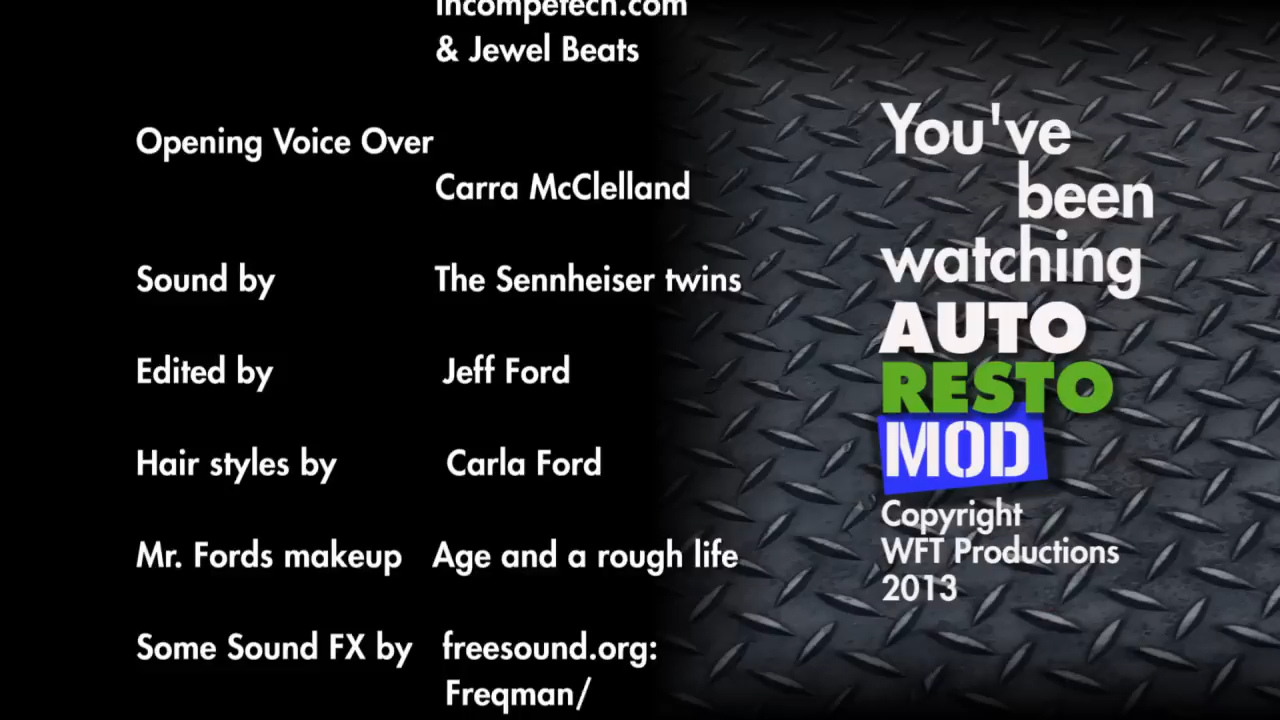 incompetech.com
& Jewel Beats
Opening Voice Over
Carra McClelland
Sound by The Sennheiser twins
Edited by Jeff Ford
Hair styles by Carla Ford
Mr. Fords makeup Age and a rough life
Some Sound FX by freesound.org:
Freqman/
You've
been
watching
AUTO
RESTO
MOD
Copyright
WFT Productions
2013